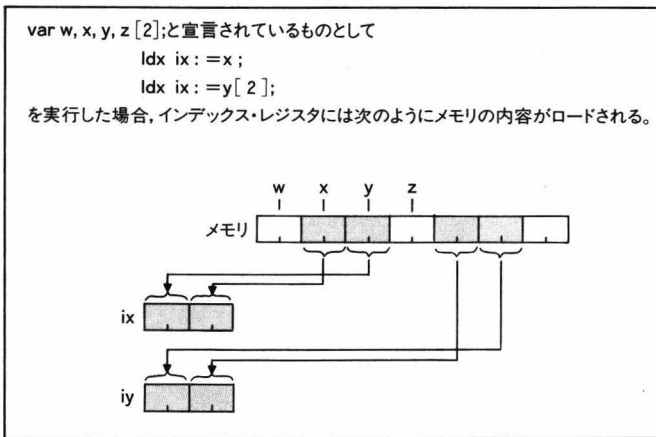 var w, x, y, z [2];と宣言されているものとして
ldx ix : =x ;
ldx ix : =y[ 2 ];
を実行した場合,インデックス・レジスタには次のようにメモリの内容がロードされる。
w x y z
メモリ
ix
iy